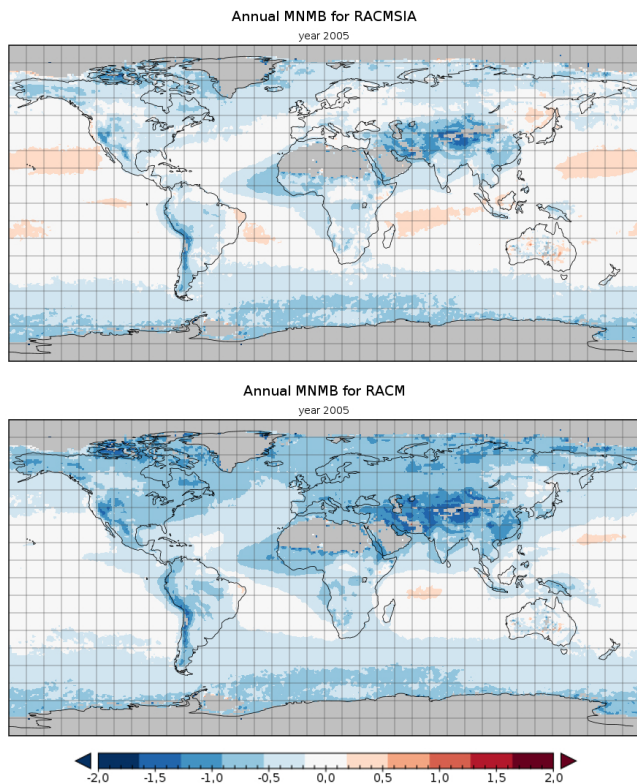 Annual MNMB for RACMSIA
year 2005
Annual MNMB for RACM
year 2005
-2,0 -1,5 -1,0 -0,5 0,0 0,5 1,0 1,5 2,0